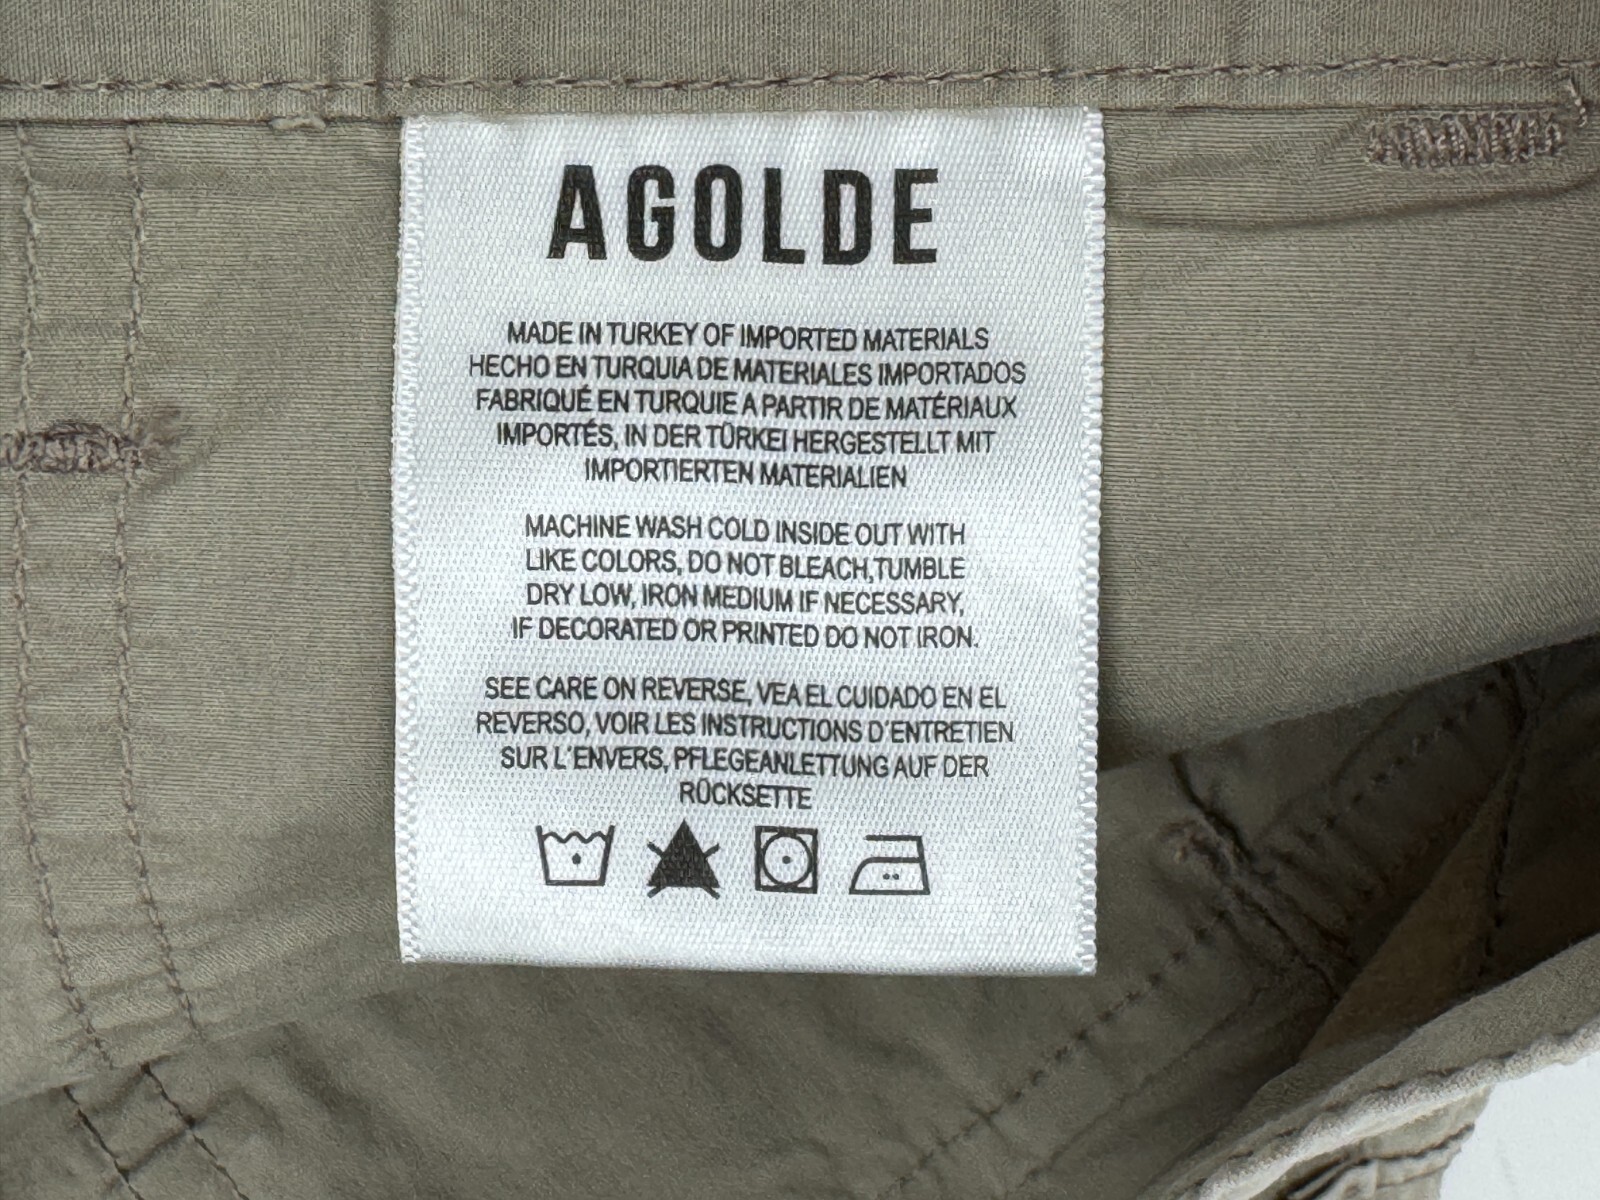 AGOLDE
MADE IN TURKEY OF IMPORTED MATERIALS
HECHO EN TURQUIA DE MATERIALES IMPORTADOS
FABRIQUÉ EN TURQUIE A PARTIR DE MATÉRIAUX
IMPORTÉS, IN DER TÜRKEI HERGESTELLT MIT
IMPORTIERTEN MATERIALIEN
MACHINE WASH COLD INSIDE OUT WITH
LIKE COLORS, DO NOT BLEACH,TUMBLE
DRY LOW, IRON MEDIUM IF NECESSARY,
IF DECORATED OR PRINTED DO NOT IRON.
SEE CARE ON REVERSE, VEA EL CUIDADO EN EL
REVERSO, VOIR LES INSTRUCTIONS D'ENTRETIEN
SUR L'ENVERS, PFLEGEANLETTUNG AUF DER
RÜCKSETTE